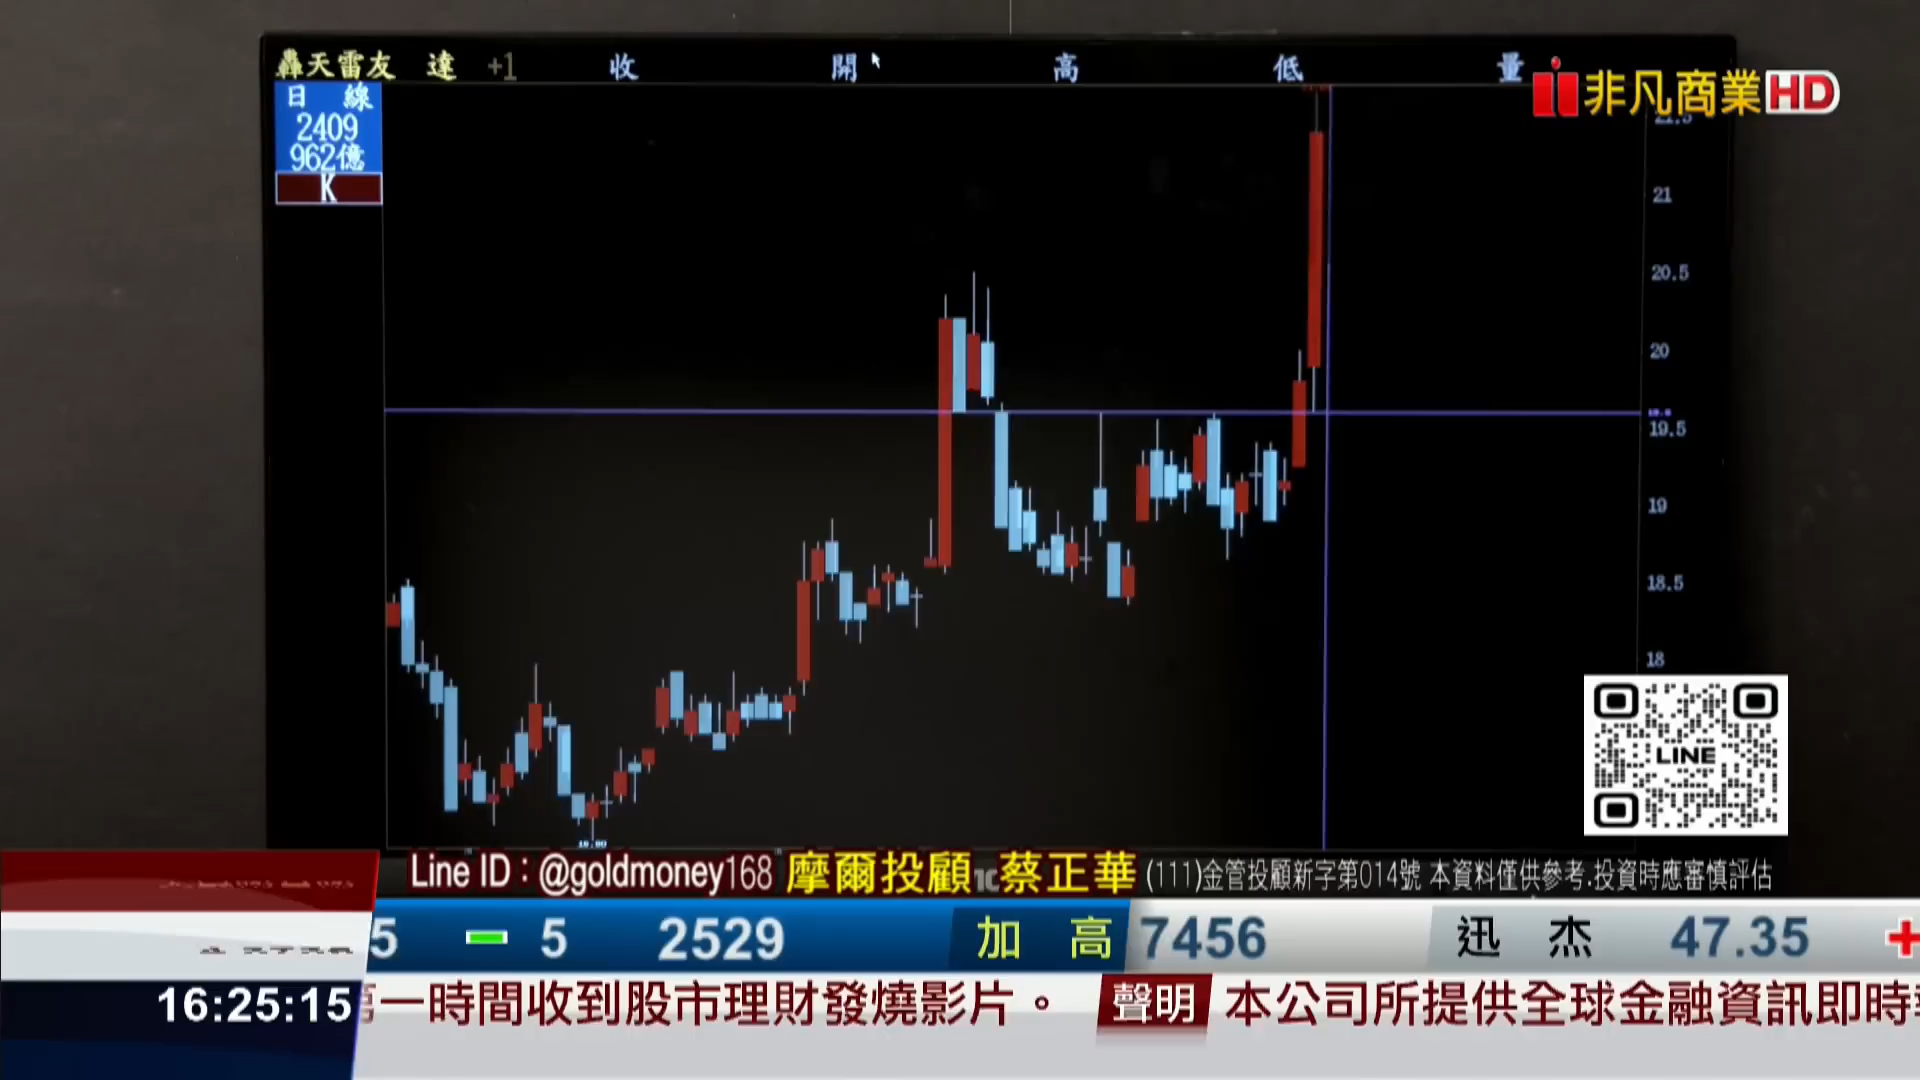 轟天雷友 達 +1 收 開 高 低 量
非凡商業HD
日 線
2409
962億
K
21
20.5
20
19.5
19
18.5
18
LINE
Line ID：@goldmoney168 摩爾投顧 蔡正華 (111)金管投顧新字第014號 本資料僅供參考.投資時應審慎評估
5 5 2529 加 高 7456 迅 杰 47.35 +
16:25:15
一時間收到股市理財發燒影片。 聲明 本公司所提供全球金融資訊即時